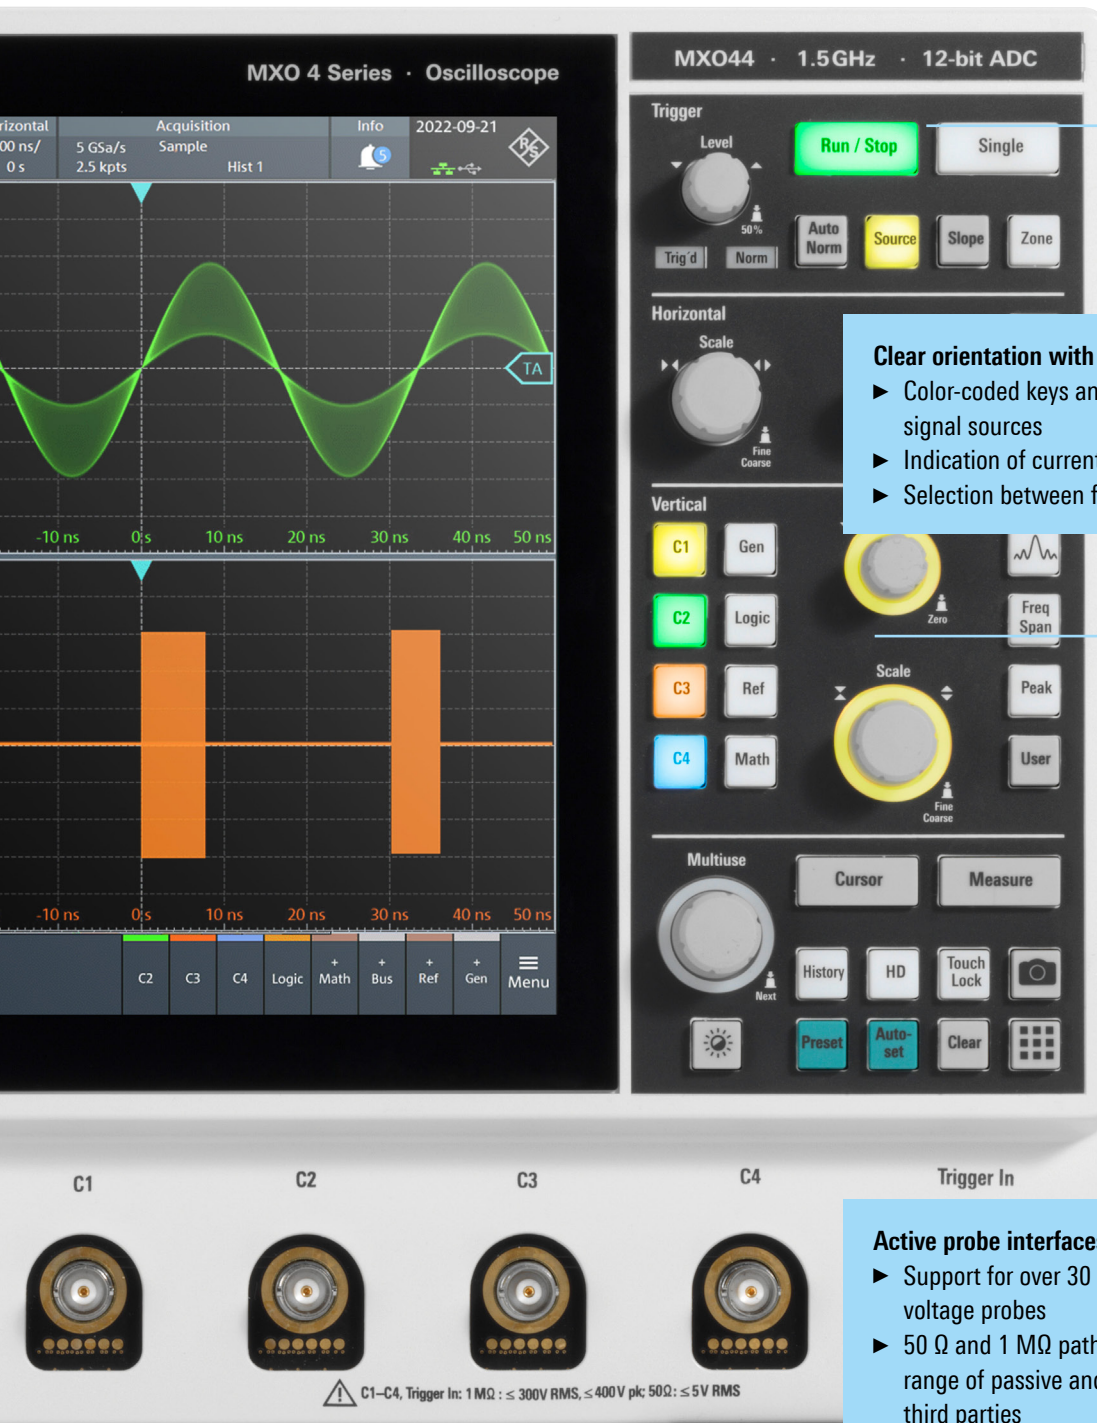 MXO 4 Series · Oscilloscope
MXO44 · 1.5 GHz · 12-bit ADC
rizontal
00 ns/
0 s
Acquisition
5 GSa/s Sample
2.5 kpts Hist 1
Info
5
2022-09-21
R S
TA
-10 ns 0 s 10 ns 20 ns 30 ns 40 ns 50 ns
-10 ns 0 s 10 ns 20 ns 30 ns 40 ns 50 ns
C2
C3
C4
Logic
+
Math
+
Bus
+
Ref
+
Gen
Menu
Trigger
Level
50%
Trig'd
Norm
Run / Stop
Single
Auto
Norm
Source
Slope
Zone
Horizontal
Scale
Fine
Coarse
Clear orientation with
► Color-coded keys an
signal sources
► Indication of current
► Selection between f
Vertical
C1 Gen
C2 Logic
C3 Ref
C4 Math
Zero
Scale
Fine
Coarse
Freq
Span
Peak
User
Multiuse
Next
Cursor
Measure
History
HD
Touch
Lock
Preset
Auto-
set
Clear
C1 C2 C3 C4 Trigger In
C1–C4, Trigger In: 1 MΩ : ≤ 300V RMS, ≤ 400 V pk; 50Ω: ≤ 5 V RMS
Active probe interfaces
► Support for over 30
voltage probes
► 50 Ω and 1 MΩ path
range of passive and
third parties